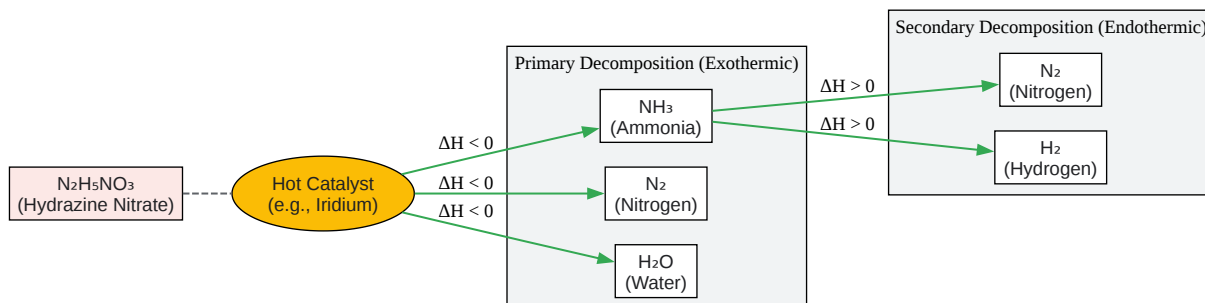 Secondary Decomposition (Endothermic)
Primary Decomposition (Exothermic)
N₂
(Nitrogen)
ΔH > 0
NH₃
(Ammonia)
ΔH > 0
H₂
(Hydrogen)
ΔH < 0
N₂H₅NO₃
(Hydrazine Nitrate)
Hot Catalyst
(e.g., Iridium)
ΔH < 0
N₂
(Nitrogen)
ΔH < 0
H₂O
(Water)